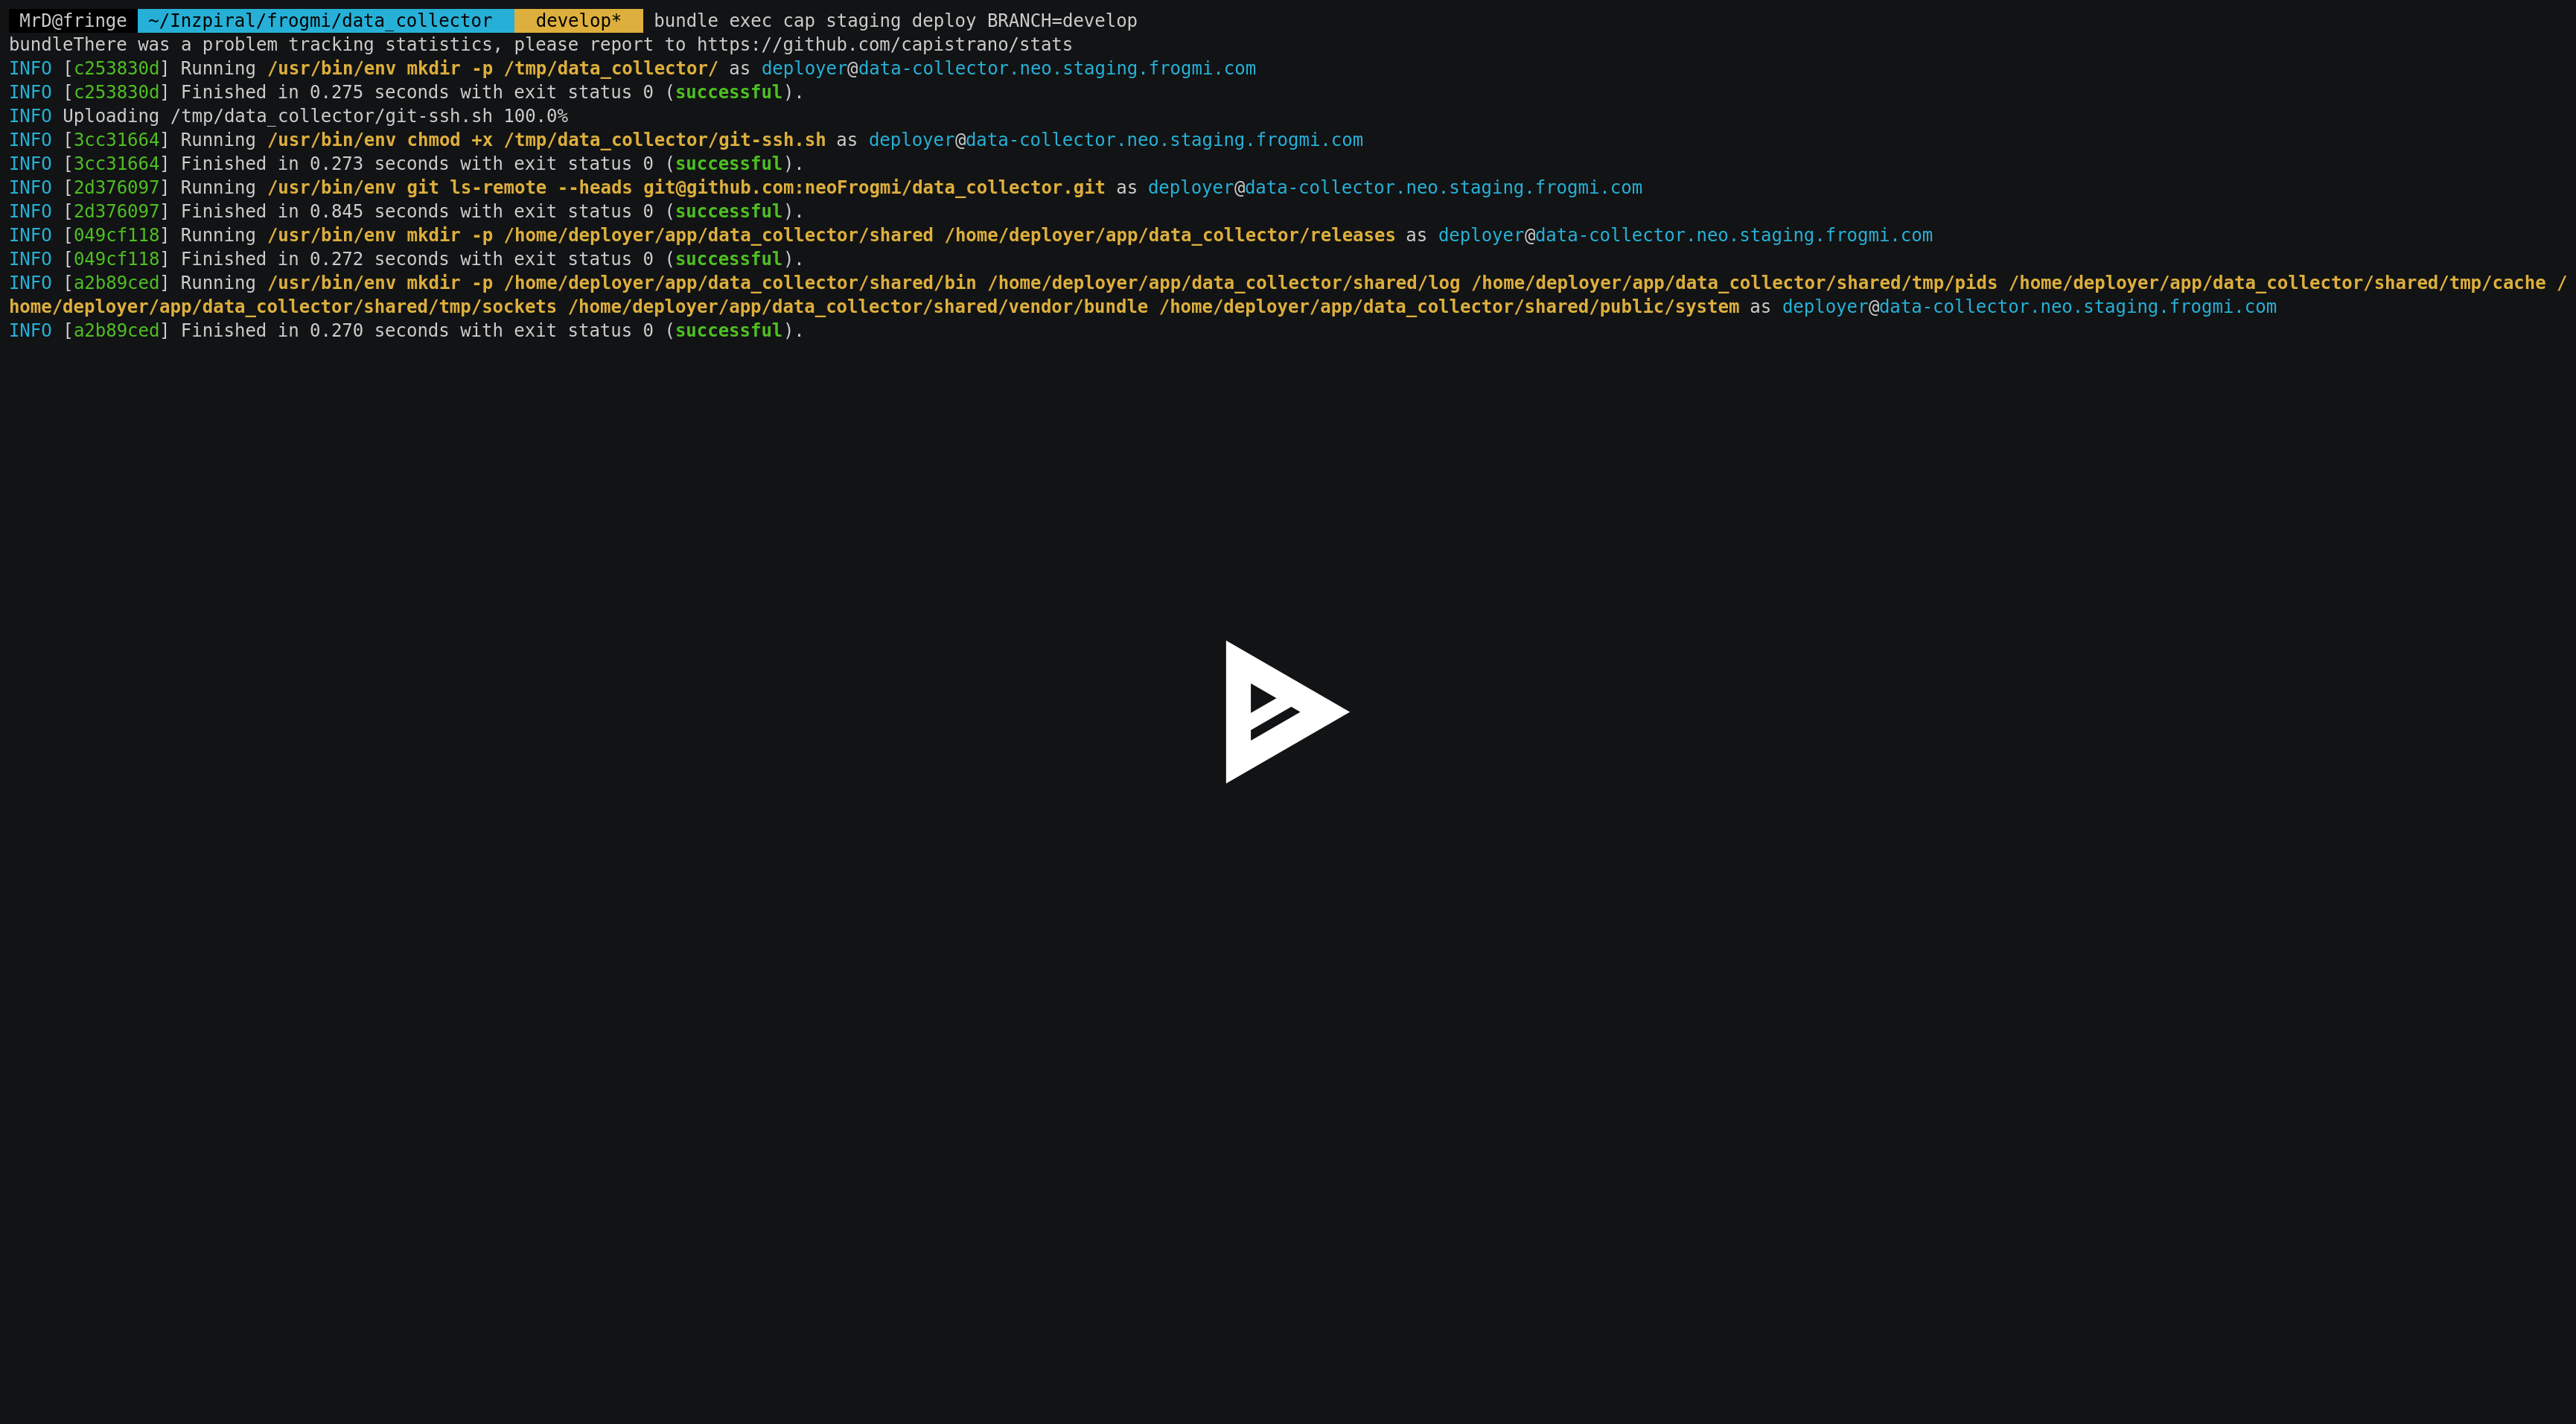 MrD@fringe ~/Inzpiral/frogmi/data_collector develop* bundle exec cap staging deploy BRANCH=develop
bundleThere was a problem tracking statistics, please report to https://github.com/capistrano/stats
INFO [c253830d] Running /usr/bin/env mkdir -p /tmp/data_collector/ as deployer@data-collector.neo.staging.frogmi.com
INFO [c253830d] Finished in 0.275 seconds with exit status 0 (successful).
INFO Uploading /tmp/data_collector/git-ssh.sh 100.0%
INFO [3cc31664] Running /usr/bin/env chmod +x /tmp/data_collector/git-ssh.sh as deployer@data-collector.neo.staging.frogmi.com
INFO [3cc31664] Finished in 0.273 seconds with exit status 0 (successful).
INFO [2d376097] Running /usr/bin/env git ls-remote --heads git@github.com:neoFrogmi/data_collector.git as deployer@data-collector.neo.staging.frogmi.com
INFO [2d376097] Finished in 0.845 seconds with exit status 0 (successful).
INFO [049cf118] Running /usr/bin/env mkdir -p /home/deployer/app/data_collector/shared /home/deployer/app/data_collector/releases as deployer@data-collector.neo.staging.frogmi.com
INFO [049cf118] Finished in 0.272 seconds with exit status 0 (successful).
INFO [a2b89ced] Running /usr/bin/env mkdir -p /home/deployer/app/data_collector/shared/bin /home/deployer/app/data_collector/shared/log /home/deployer/app/data_collector/shared/tmp/pids /home/deployer/app/data_collector/shared/tmp/cache /
home/deployer/app/data_collector/shared/tmp/sockets /home/deployer/app/data_collector/shared/vendor/bundle /home/deployer/app/data_collector/shared/public/system as deployer@data-collector.neo.staging.frogmi.com
INFO [a2b89ced] Finished in 0.270 seconds with exit status 0 (successful).